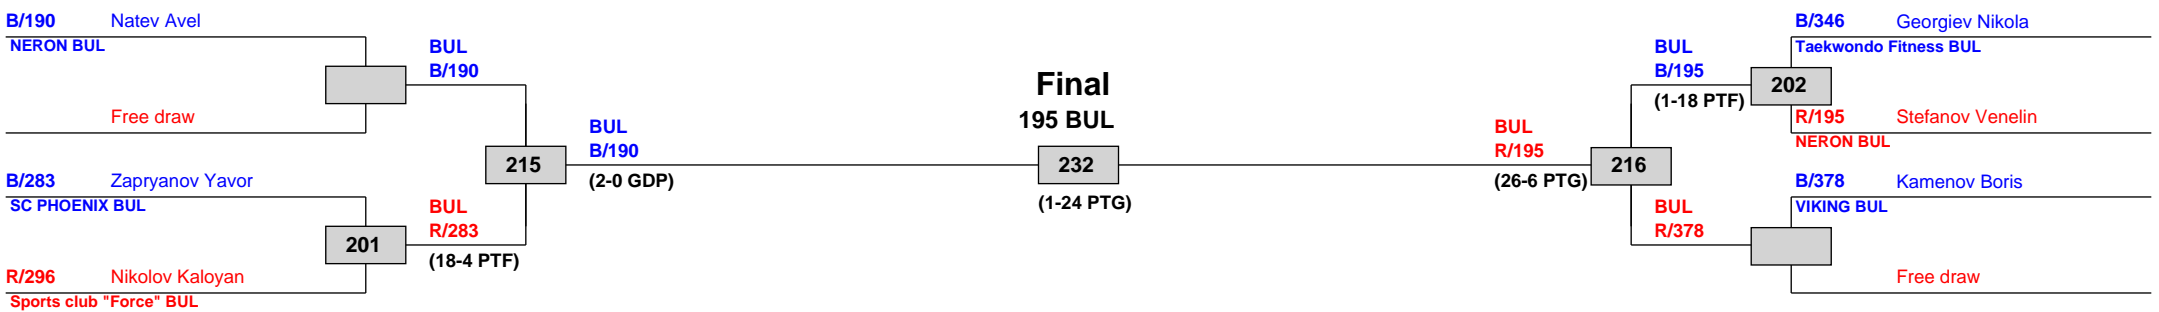 B/190 Natev Avel
NERON BUL
Free draw
BUL
B/190
B/283 Zapryanov Yavor
SC PHOENIX BUL
201
R/296 Nikolov Kaloyan
Sports club "Force" BUL
BUL
R/283
(18-4 PTF)
215
BUL
B/190
(2-0 GDP)
Final
195 BUL
232
(1-24 PTG)
BUL
R/195
(26-6 PTG)
216
BUL
B/195
(1-18 PTF)
202
B/346 Georgiev Nikola
Taekwondo Fitness BUL
R/195 Stefanov Venelin
NERON BUL
BUL
R/378
B/378 Kamenov Boris
VIKING BUL
Free draw